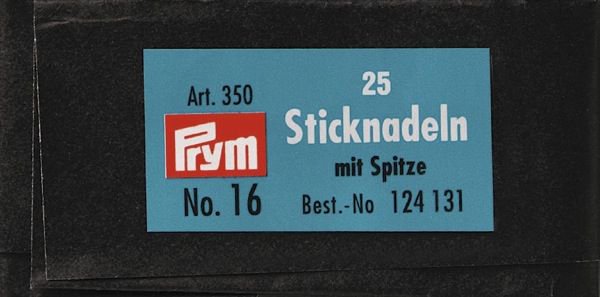 Art. 350
Prym
No. 16
25
Sticknadeln
mit Spitze
Best.-No 124 131